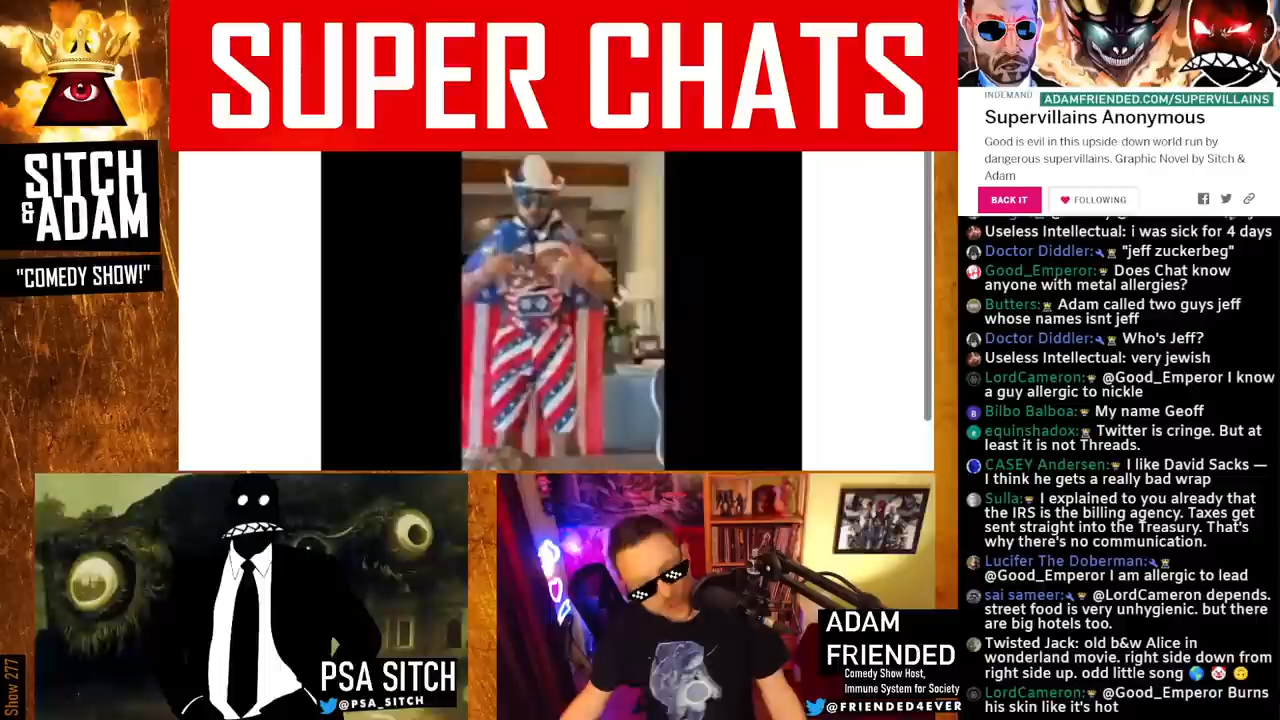 SUPER CHATS
SITCH
& ADAM
"COMEDY SHOW!"
Show 277
PSA SITCH
@PSA_SITCH
ADAM
FRIENDED
Comedy Show Host,
Immune System for Society
@FRIENDED4EVER
INDEMAND
ADAMFRIENDED.COM/SUPERVILLAINS
Supervillains Anonymous
Good is evil in this upside-down world run by
dangerous supervillains. Graphic Novel by Sitch &
Adam
BACK IT
FOLLOWING
Useless Intellectual: i was sick for 4 days
Doctor Diddler: "jeff zuckerbeg"
Good_Emperor: Does Chat know
anyone with metal allergies?
Butters: Adam called two guys jeff
whose names isnt jeff
Doctor Diddler: Who's Jeff?
Useless Intellectual: very jewish
LordCameron: @Good_Emperor I know
a guy allergic to nickle
B
Bilbo Balboa: My name Geoff
e
equinshadox: Twitter is cringe. But at
least it is not Threads.
CASEY Andersen: I like David Sacks —
I think he gets a really bad wrap
Sulla: I explained to you already that
the IRS is the billing agency. Taxes get
sent straight into the Treasury. That's
why there's no communication.
Lucifer The Doberman:
@Good_Emperor I am allergic to lead
sai sameer: @LordCameron depends.
street food is very unhygienic. but there
are big hotels too.
Twisted Jack: old b&w Alice in
wonderland movie. right side down from
right side up. odd little song 🌎 🤡 🙃
LordCameron: @Good_Emperor Burns
his skin like it's hot